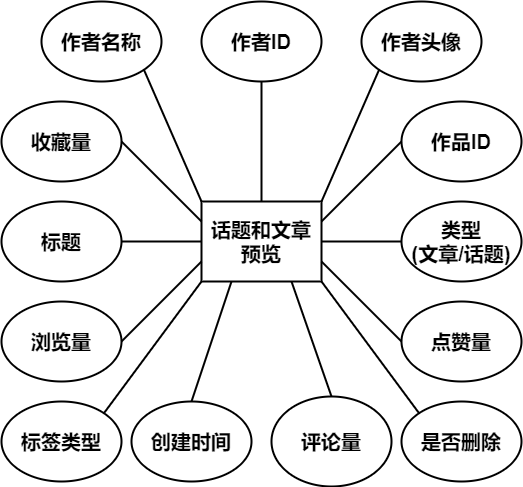 作者名称
作者ID
作者头像
收藏量
作品ID
标题
话题和文章
预览
类型
(文章/话题)
浏览量
点赞量
标签类型
创建时间
评论量
是否删除